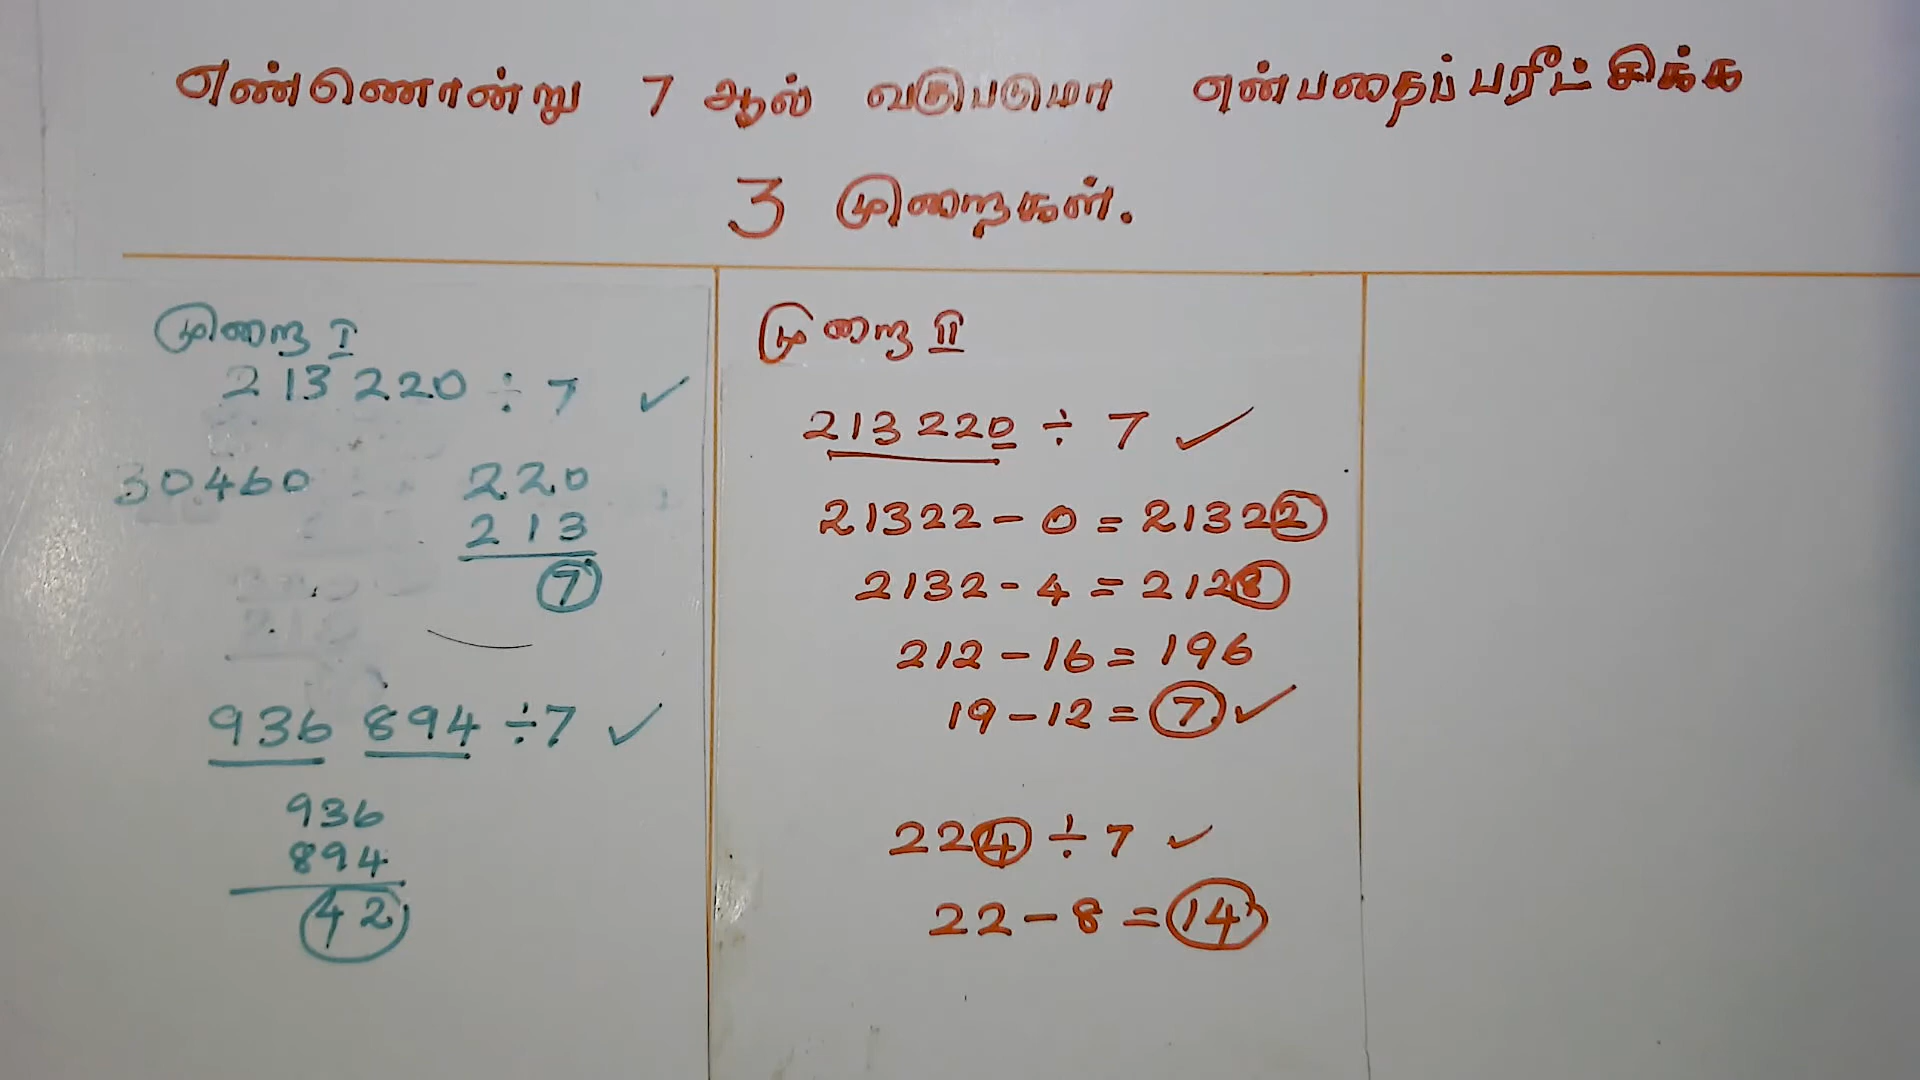 எண்ணொன்று 7 ஆல் வகுபடுமா என்பதைப் பரீட்சிக்க
3 முறைகள்.
முறை I
213 220 ÷ 7 ✓
30460
220
213
7
936 894 ÷ 7 ✓
936
894
42
முறை II
213220 ÷ 7 ✓
21322 - 0 = 21322
2132 - 4 = 2128
212 - 16 = 196
19 - 12 = 7 ✓
224 ÷ 7 ✓
22 - 8 = 14